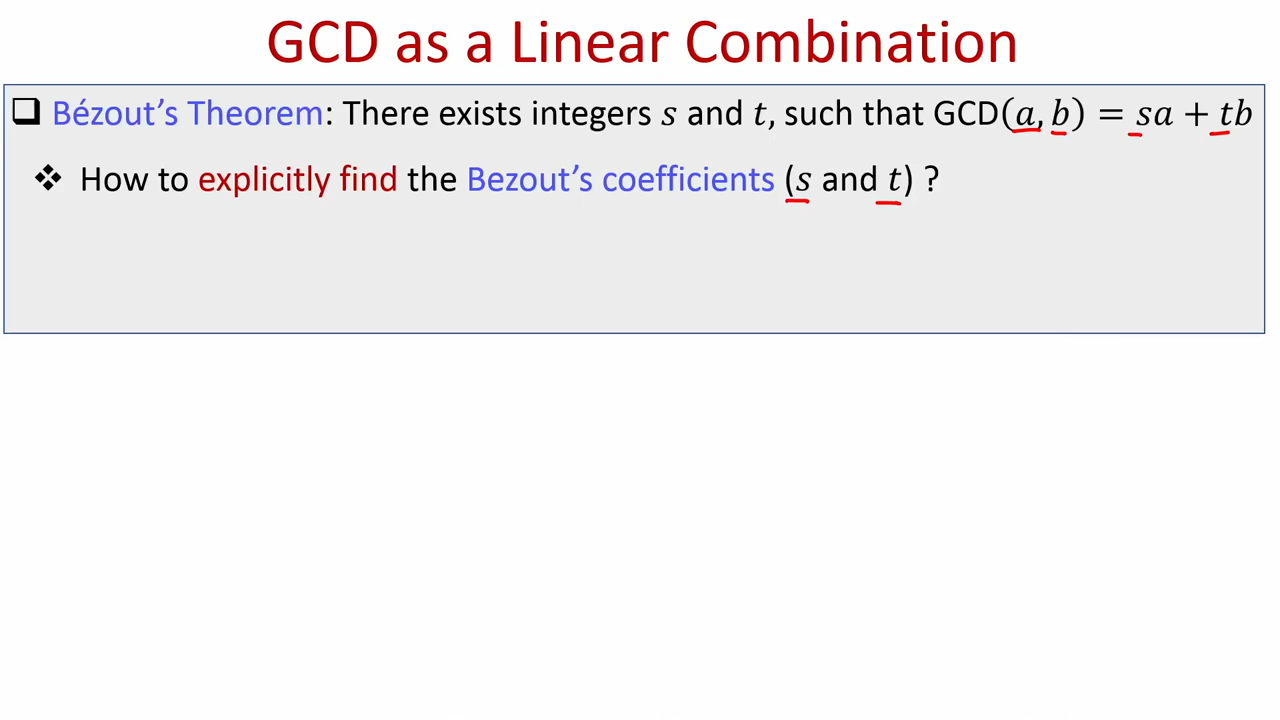 GCD as a Linear Combination
❑ Bézout’s Theorem: There exists integers 𝑠 and 𝑡, such that GCD(𝑎, 𝑏) = 𝑠𝑎 + 𝑡𝑏
❖ How to explicitly find the Bezout’s coefficients (𝑠 and 𝑡) ?